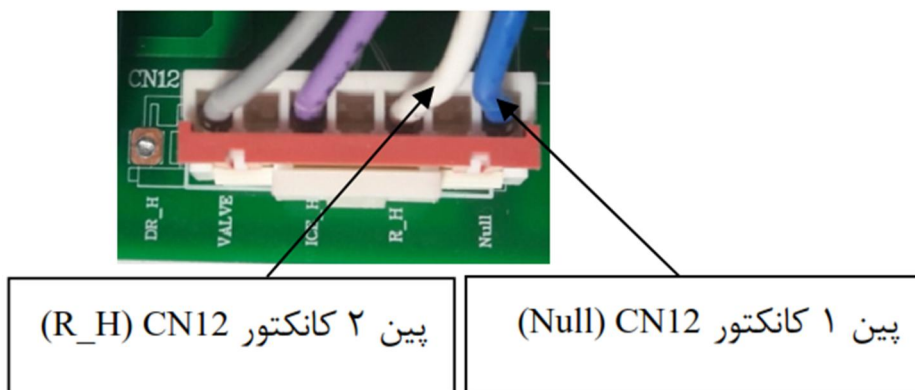 CN12
DR_H
VALVE
ICE_H
R_H
Null
پین ۲ کانکتور CN12 (R_H)
پین ۱ کانکتور CN12 (Null)